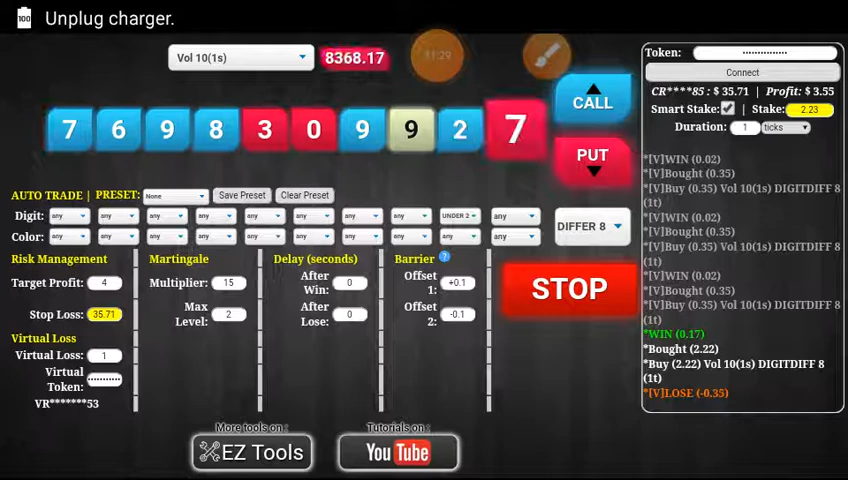 100
Unplug charger.
Vol 10(1s)
8368.17
01:29
7 6 9 8 3 0 9 9 2 7
CALL
PUT
AUTO TRADE | PRESET: None Save Preset Clear Preset
Digit: any any any any any any any any UNDER 2 any
Color: any any any any any any any any any any
DIFFER 8
Risk Management
Target Profit: 4
Stop Loss: 35.71
Virtual Loss
Virtual Loss: 1
Virtual
Token:
VR*******53
Martingale
Multiplier: 15
Max
Level: 2
Delay (seconds)
After
Win: 0
After
Lose: 0
Barrier ?
Offset
1: +0.1
Offset
2: -0.1
STOP
More tools on :
EZ Tools
Tutorials on :
YouTube
Token:
Connect
CR****85 : $ 35.71 | Profit: $ 3.55
Smart Stake: | Stake: 2.23
Duration: 1 ticks
*[V]WIN (0.02)
*[V]Bought (0.35)
*[V]Buy (0.35) Vol 10(1s) DIGITDIFF 8
(1t)
*[V]WIN (0.02)
*[V]Bought (0.35)
*[V]Buy (0.35) Vol 10(1s) DIGITDIFF 8
(1t)
*[V]WIN (0.02)
*[V]Bought (0.35)
*[V]Buy (0.35) Vol 10(1s) DIGITDIFF 8
(1t)
*WIN (0.17)
*Bought (2.22)
*Buy (2.22) Vol 10(1s) DIGITDIFF 8
(1t)
*[V]LOSE (-0.35)